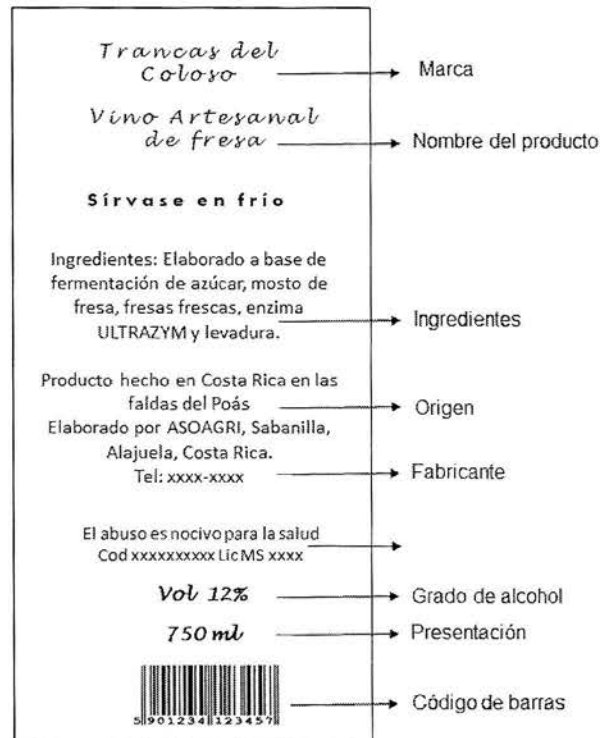 Trancas del
Coloso
Marca
Vino Artesanal
de fresa
Nombre del producto
Sírvase en frío
Ingredientes: Elaborado a base de
fermentación de azúcar, mosto de
fresa, fresas frescas, enzima
ULTRAZYM y levadura.
Ingredientes
Producto hecho en Costa Rica en las
faldas del Poás
Origen
Elaborado por ASOAGRI, Sabanilla,
Alajuela, Costa Rica.
Tel: xxxx-xxxx
Fabricante
El abuso es nocivo para la salud
Cod xxxxxxxxxx Lic MS xxxx
Vol 12%
Grado de alcohol
750 ml
Presentación
Código de barras
5 901234 123457